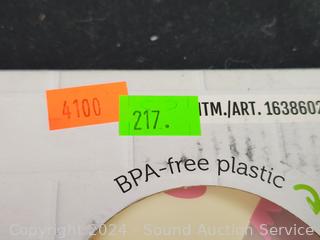 4100
217.
ITM./ART. 1638602
BPA-free plastic
Copyright 2024 - Sound Auction Service